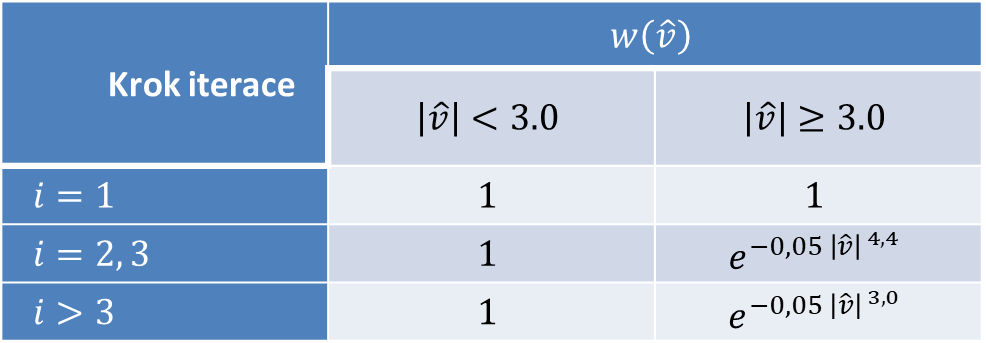 w(v̂)
Krok iterace
|v̂| < 3.0 |v̂| ≥ 3.0
i = 1 1 1
i = 2, 3 1 e^{−0,05 |v̂|^{4,4}}
i > 3 1 e^{−0,05 |v̂|^{3,0}}